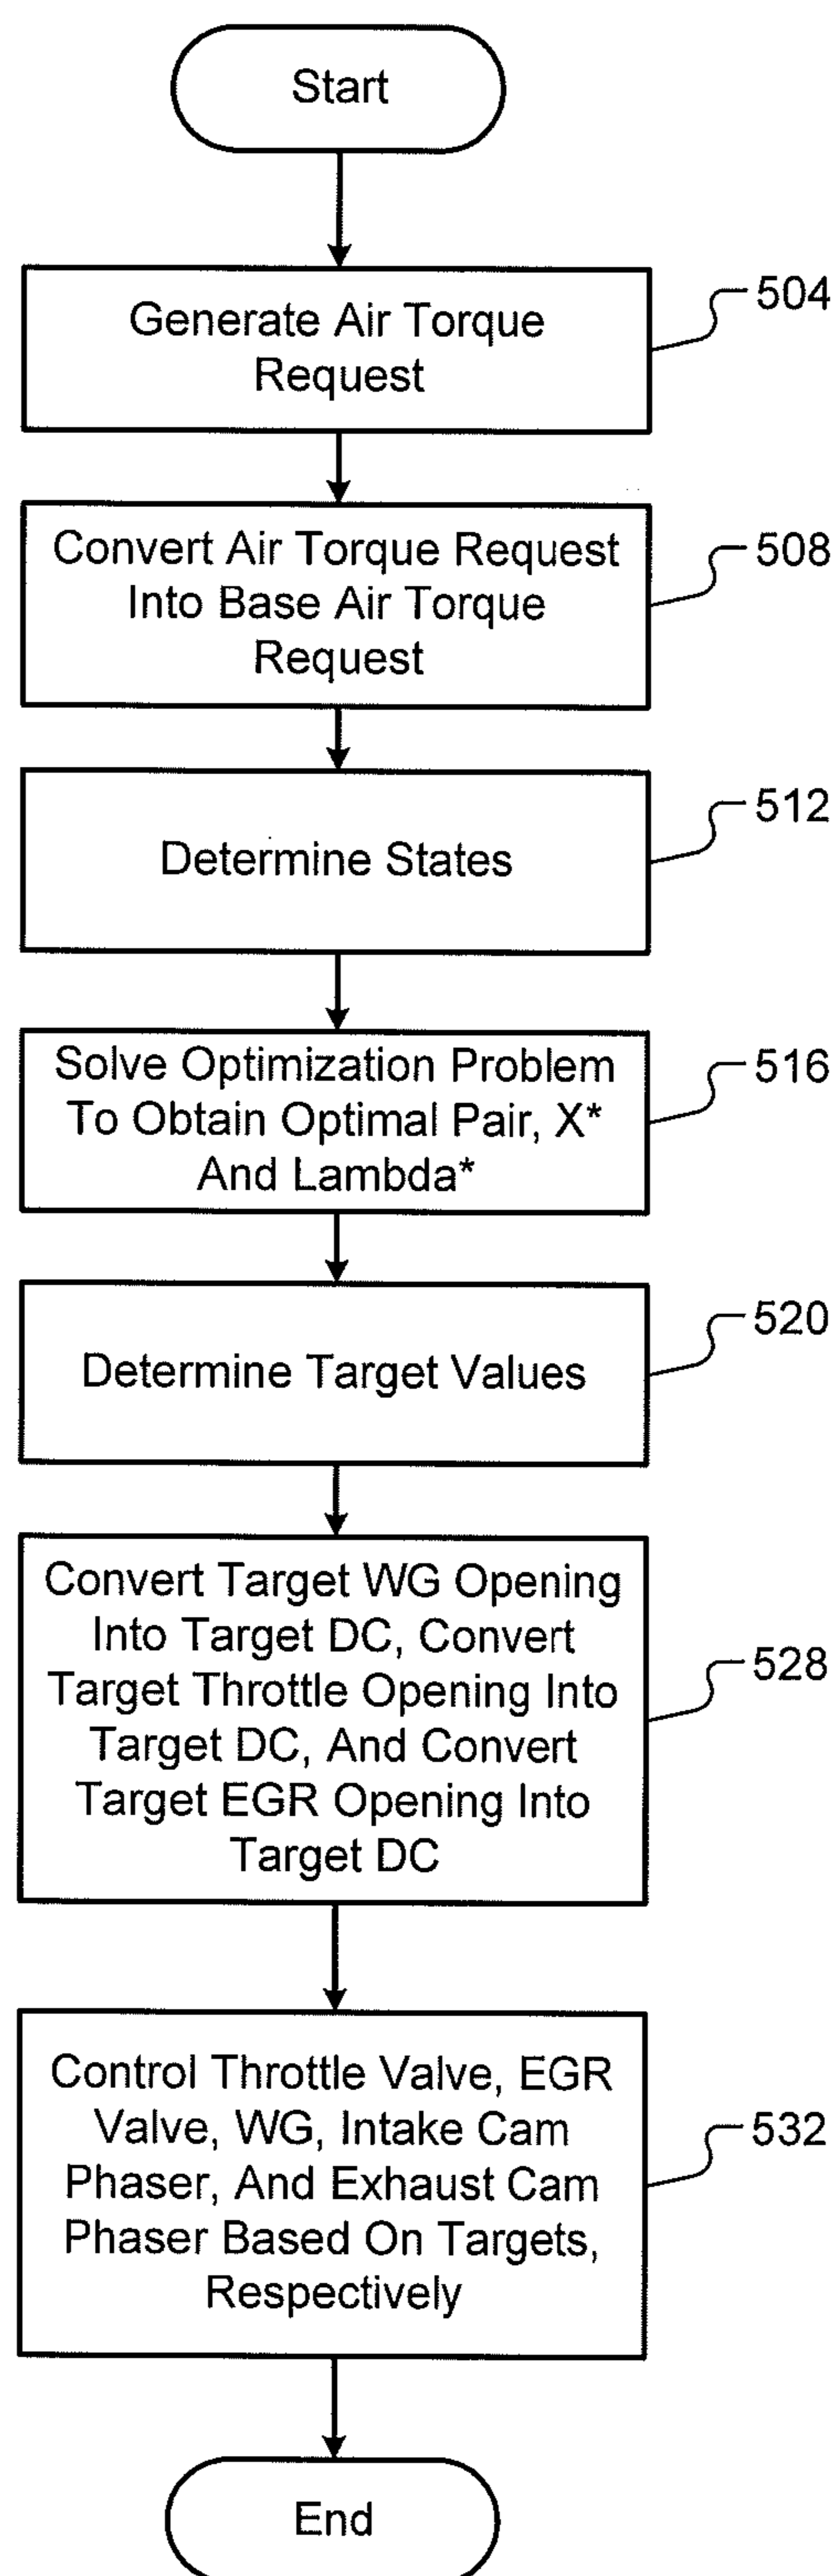 Start
Generate Air Torque
Request
504
Convert Air Torque Request
Into Base Air Torque
Request
508
Determine States
512
Solve Optimization Problem
To Obtain Optimal Pair, X*
And Lambda*
516
Determine Target Values
520
Convert Target WG Opening
Into Target DC, Convert
Target Throttle Opening Into
Target DC, And Convert
Target EGR Opening Into
Target DC
528
Control Throttle Valve, EGR
Valve, WG, Intake Cam
Phaser, And Exhaust Cam
Phaser Based On Targets,
Respectively
532
End